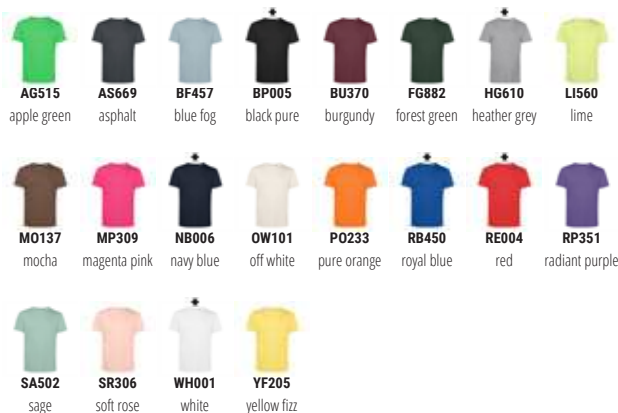 AG515 AS669 BF457 BP005 BU370 FG882 HG610 LI560
apple green asphalt blue fog black pure burgundy forest green heather grey lime
MO137 MP309 NB006 OW101 PO233 RB450 RE004 RP351
mocha magenta pink navy blue off white pure orange royal blue red radiant purple
SA502 SR306 WH001 YF205
sage soft rose white yellow fizz